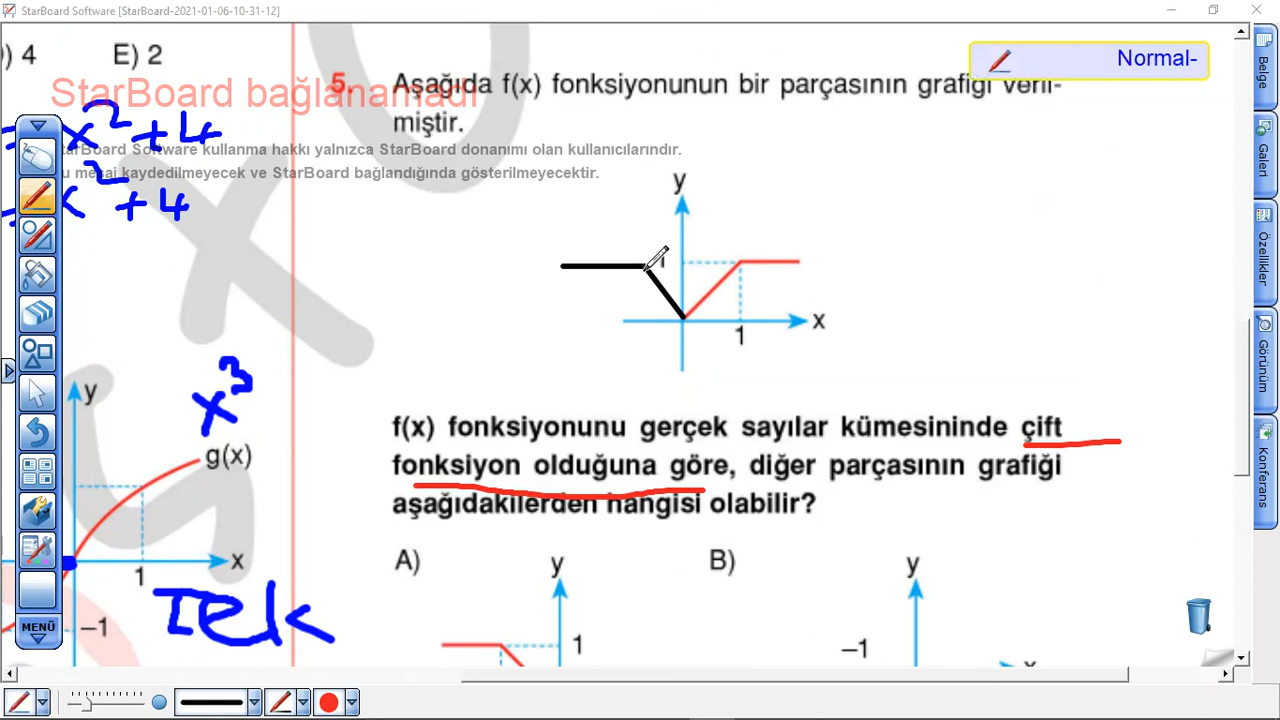 StarBoard Software [StarBoard-2021-01-06-10-31-12]
) 4 E) 2
Normal-
StarBoard bağlanamadı
5. Aşağıda f(x) fonksiyonunun bir parçasının grafiği veril-
miştir.
StarBoard Software kullanma hakkı yalnızca StarBoard donanımı olan kullanıcılarındır.
u mesaj kaydedilmeyecek ve StarBoard bağlandığında gösterilmeyecektir.
= x²+4
= x²+4
y
1
x
1
f(x) fonksiyonunu gerçek sayılar kümesininde çift
fonksiyon olduğuna göre, diğer parçasının grafiği
aşağıdakilerden hangisi olabilir?
y
x³
g(x)
x
1
–1
Tek
A)
y
1
B)
y
–1
x
MENÜ
Belge
Galeri
Özellikler
Görünüm
Konferans